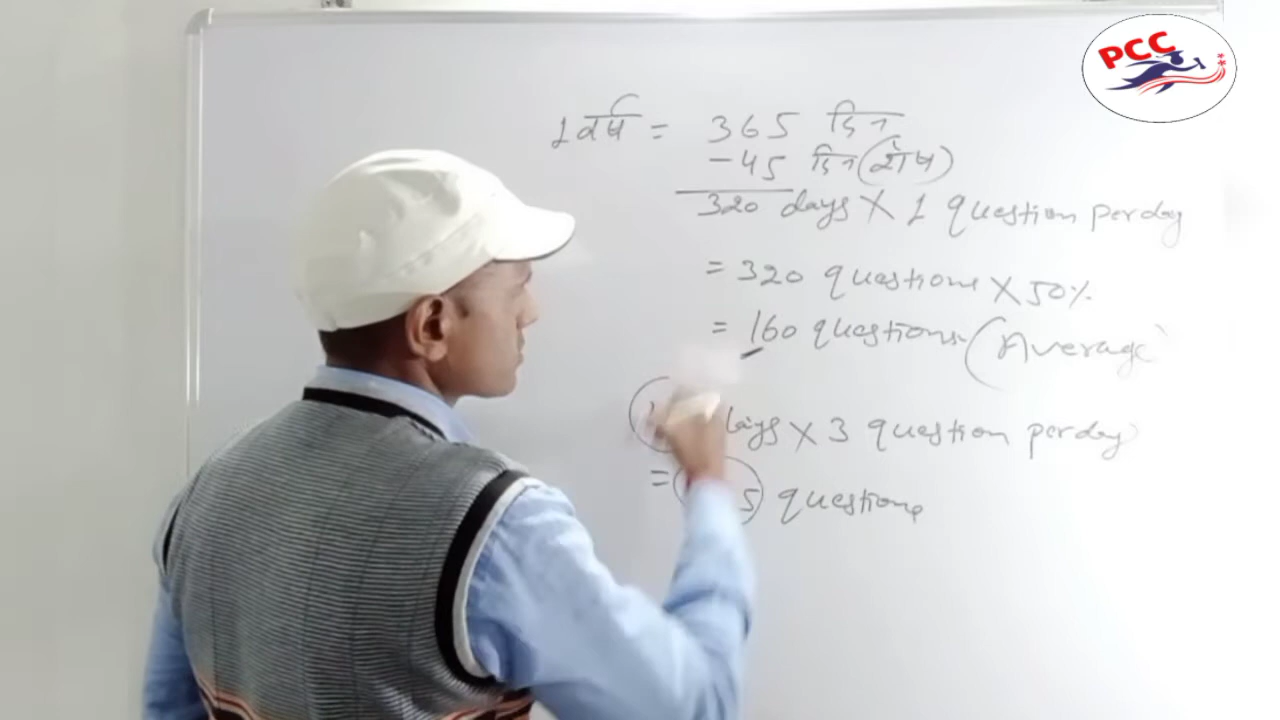 PCC
1 वर्ष = 365 दिन
- 45 दिन (शेष)
320 days X 1 question per day
= 320 questions X 50%
= 160 questions (Average)
days X 3 question per day
= 5 questions